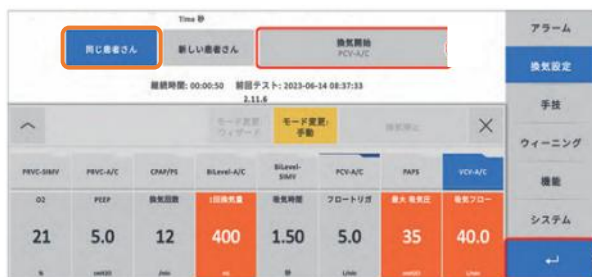 Time 秒
同じ患者さん
新しい患者さん
換気開始
PCV-A/C
継続時間: 00:00:50 前回テスト: 2023-06-14 08:37:33
2.11.6
モード変更
ウィザード
モード変更:
手動
換気停止
PRVC-SIMV PRVC-A/C CPAP/PS BiLevel-A/C BiLevel-SIMV PCV-A/C PAPS VCV-A/C
O2 PEEP 換気回数 1回換気量 吸気時間 フロートリガ 最大 吸気圧 吸気フロー
21 5.0 12 400 1.50 5.0 35 40.0
% cmH2O /min mL 秒 L/min cmH2O L/min
アラーム
換気設定
手技
ウィーニング
機能
システム